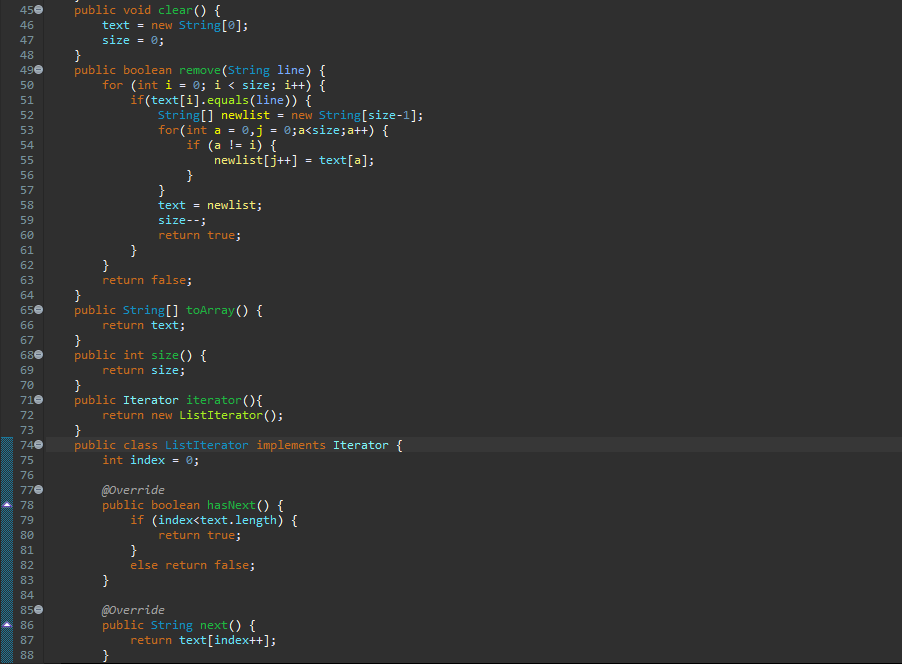 45 public void clear() {
46 text = new String[0];
47 size = 0;
48 }
49 public boolean remove(String line) {
50 for (int i = 0; i < size; i++) {
51 if(text[i].equals(line)) {
52 String[] newlist = new String[size-1];
53 for(int a = 0,j = 0;a<size;a++) {
54 if (a != i) {
55 newlist[j++] = text[a];
56 }
57 }
58 text = newlist;
59 size--;
60 return true;
61 }
62 }
63 return false;
64 }
65 public String[] toArray() {
66 return text;
67 }
68 public int size() {
69 return size;
70 }
71 public Iterator iterator(){
72 return new ListIterator();
73 }
74 public class ListIterator implements Iterator {
75 int index = 0;
76
77 @Override
78 public boolean hasNext() {
79 if (index<text.length) {
80 return true;
81 }
82 else return false;
83 }
84
85 @Override
86 public String next() {
87 return text[index++];
88 }